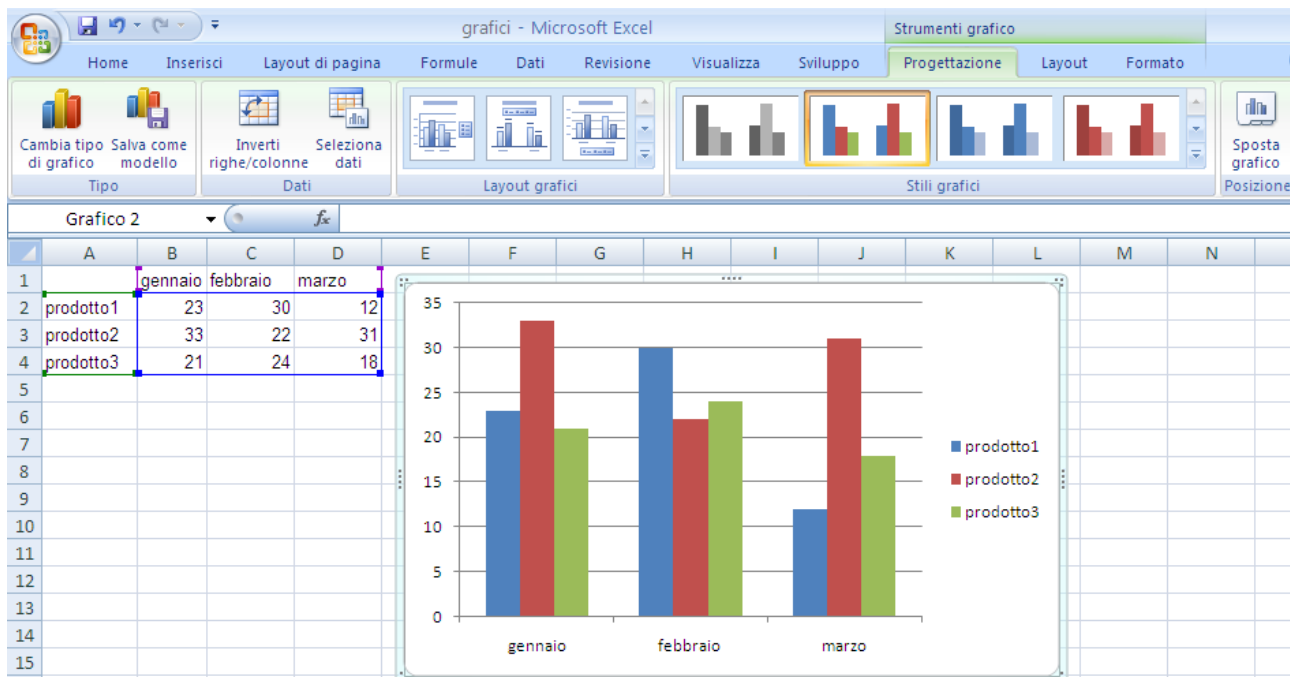 grafici - Microsoft Excel Strumenti grafico
Home Inserisci Layout di pagina Formule Dati Revisione Visualizza Sviluppo Progettazione Layout Formato
Cambia tipo Salva come Inverti Seleziona Sposta
di grafico modello righe/colonne dati grafico
Tipo Dati Layout grafici Stili grafici Posizione
Grafico 2 fx
A B C D E F G H I J K L M N
1 gennaio febbraio marzo
2 prodotto1 23 30 12
3 prodotto2 33 22 31
4 prodotto3 21 24 18
5
6
7
8
9
10
11
12
13
14
15
35
30
25
20
15
10
5
0
gennaio febbraio marzo
prodotto1
prodotto2
prodotto3